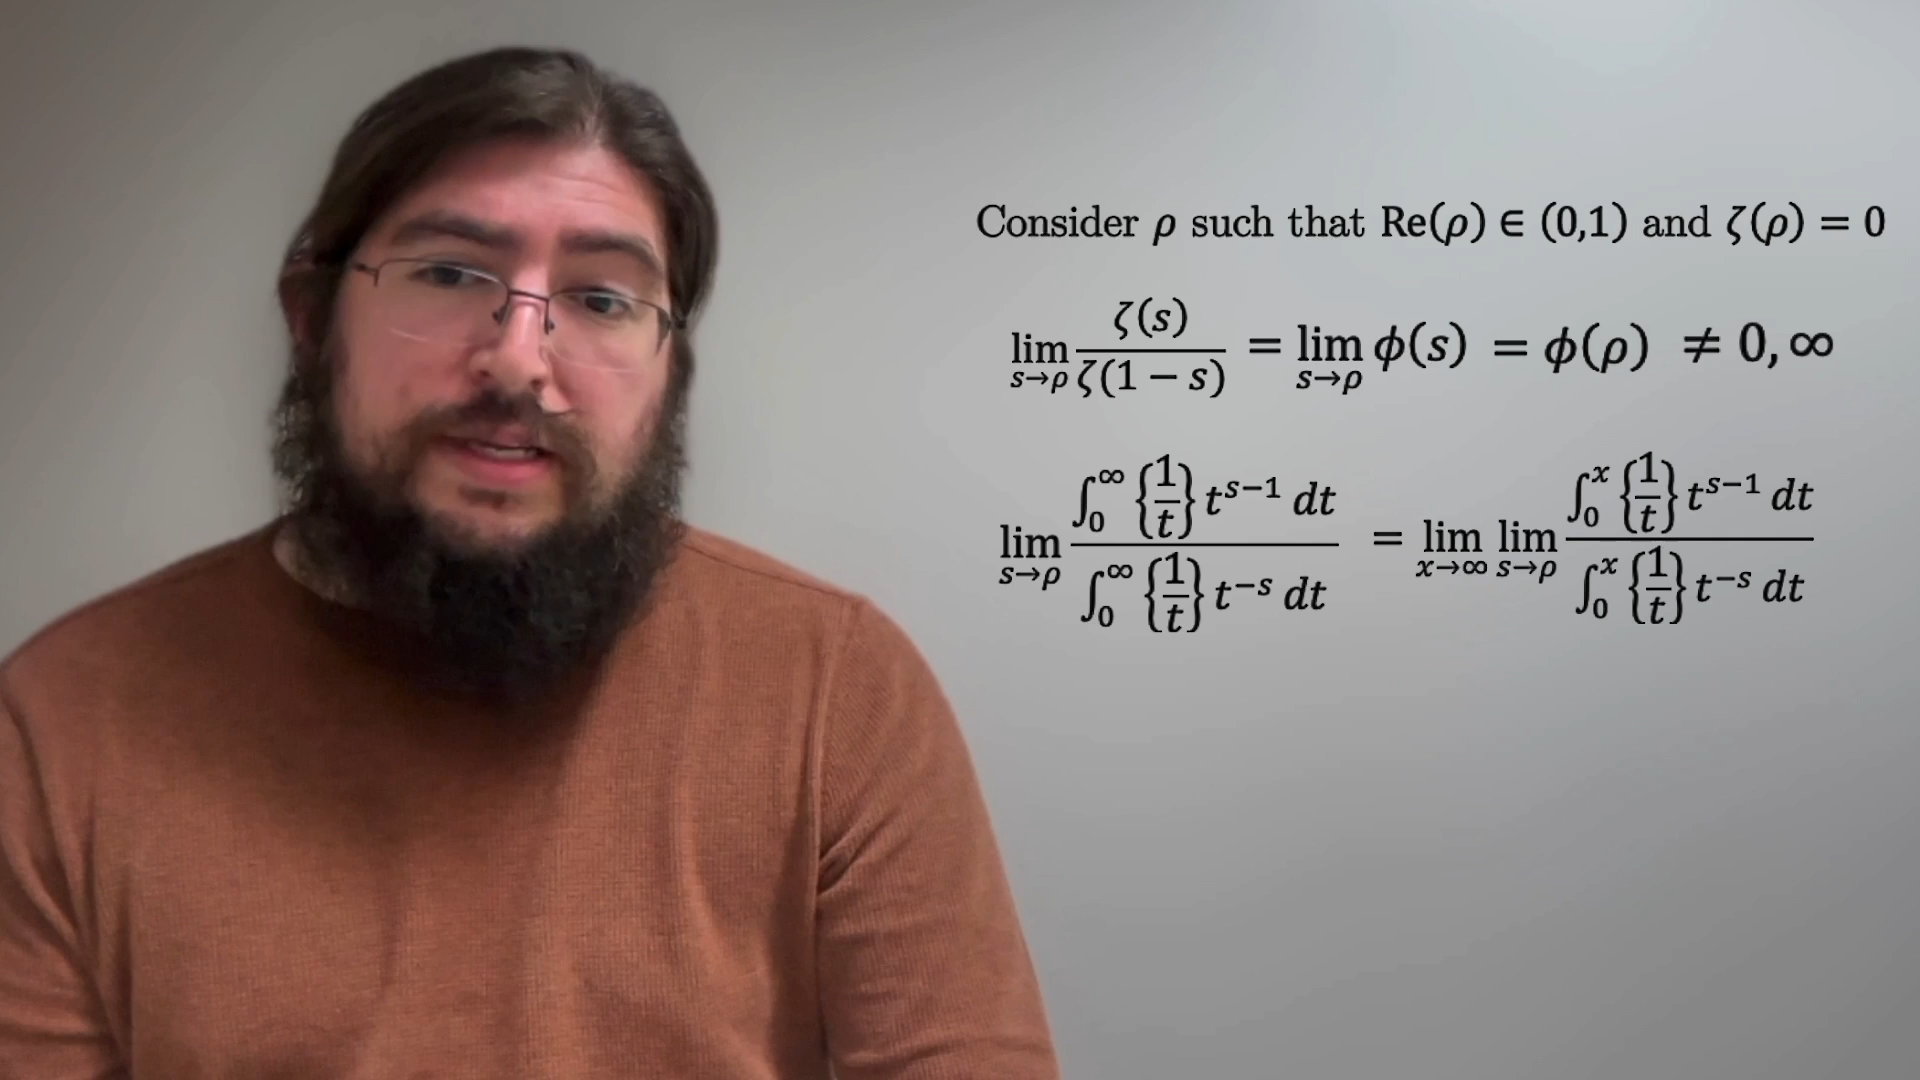 Consider ρ such that Re(ρ) ∈ (0,1) and ζ(ρ) = 0
lim_{s→ρ} ζ(s)/ζ(1 − s) = lim_{s→ρ} ϕ(s) = ϕ(ρ) ≠ 0, ∞
lim_{s→ρ} (∫_0^∞ {1/t} t^{s−1} dt)/(∫_0^∞ {1/t} t^{−s} dt) = lim_{x→∞} lim_{s→ρ} (∫_0^x {1/t} t^{s−1} dt)/(∫_0^x {1/t} t^{−s} dt)